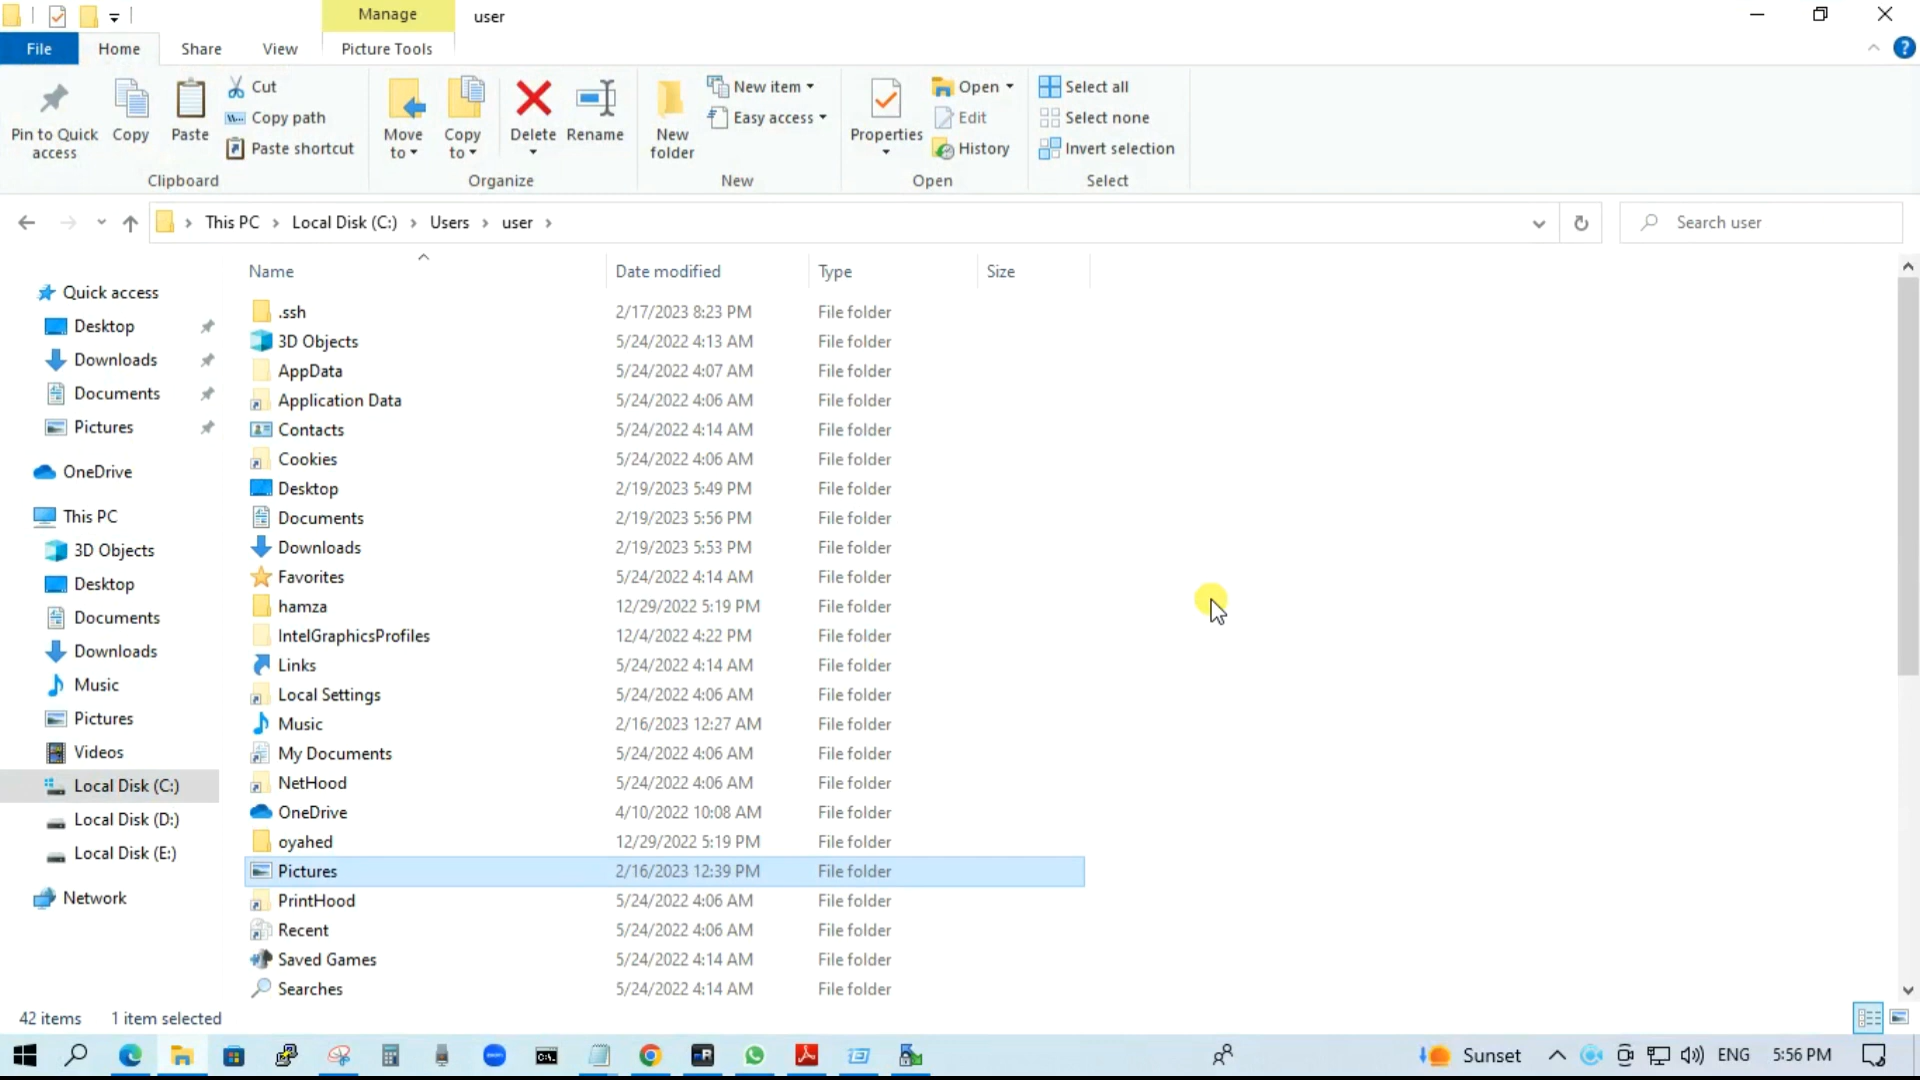 Manage
user
File
Home
Share
View
Picture Tools
Pin to Quick access
Copy
Paste
Cut
Copy path
Paste shortcut
Clipboard
Move to
Copy to
Delete
Rename
Organize
New folder
New item
Easy access
New
Properties
Open
Edit
History
Open
Select all
Select none
Invert selection
Select
This PC > Local Disk (C:) > Users > user >
Search user
Quick access
Desktop
Downloads
Documents
Pictures
OneDrive
This PC
3D Objects
Desktop
Documents
Downloads
Music
Pictures
Videos
Local Disk (C:)
Local Disk (D:)
Local Disk (E:)
Network
Name Date modified Type Size
.ssh 2/17/2023 8:23 PM File folder
3D Objects 5/24/2022 4:13 AM File folder
AppData 5/24/2022 4:07 AM File folder
Application Data 5/24/2022 4:06 AM File folder
Contacts 5/24/2022 4:14 AM File folder
Cookies 5/24/2022 4:06 AM File folder
Desktop 2/19/2023 5:49 PM File folder
Documents 2/19/2023 5:56 PM File folder
Downloads 2/19/2023 5:53 PM File folder
Favorites 5/24/2022 4:14 AM File folder
hamza 12/29/2022 5:19 PM File folder
IntelGraphicsProfiles 12/4/2022 4:22 PM File folder
Links 5/24/2022 4:14 AM File folder
Local Settings 5/24/2022 4:06 AM File folder
Music 2/16/2023 12:27 AM File folder
My Documents 5/24/2022 4:06 AM File folder
NetHood 5/24/2022 4:06 AM File folder
OneDrive 4/10/2022 10:08 AM File folder
oyahed 12/29/2022 5:19 PM File folder
Pictures 2/16/2023 12:39 PM File folder
PrintHood 5/24/2022 4:06 AM File folder
Recent 5/24/2022 4:06 AM File folder
Saved Games 5/24/2022 4:14 AM File folder
Searches 5/24/2022 4:14 AM File folder
42 items 1 item selected
Sunset ENG 5:56 PM